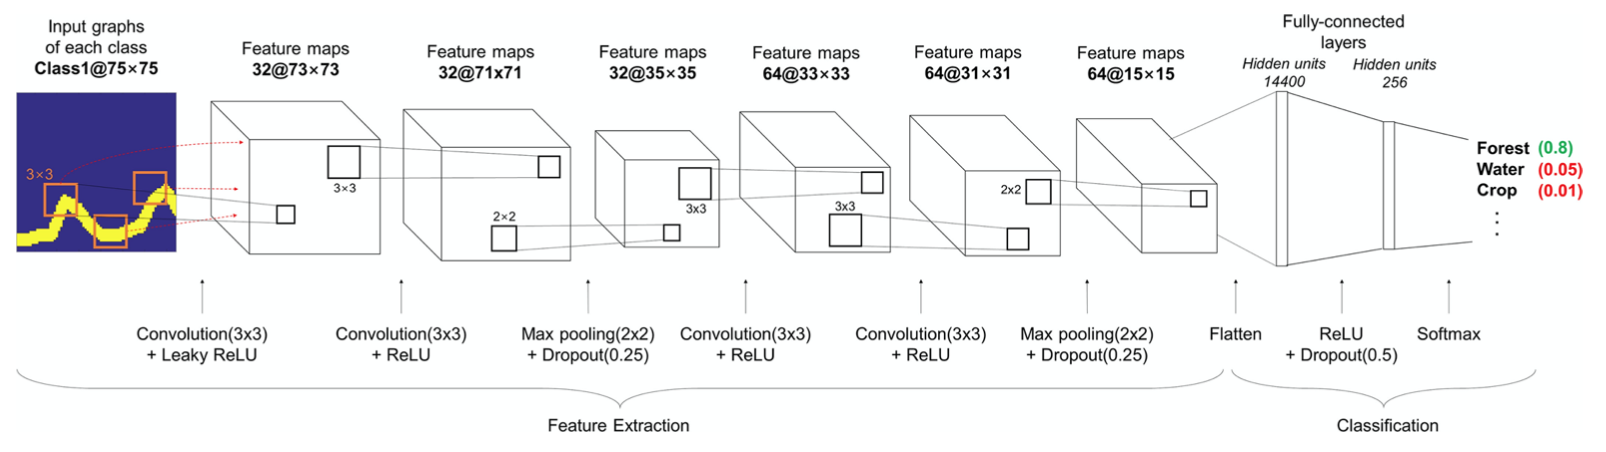 Input graphs
of each class
Class1@75×75
Feature maps
32@73×73
Feature maps
32@71x71
Feature maps
32@35×35
Feature maps
64@33×33
Feature maps
64@31×31
Feature maps
64@15×15
Fully-connected
layers
Hidden units
14400
Hidden units
256
3×3
3×3
2×2
3x3
3x3
2x2
Forest (0.8)
Water (0.05)
Crop (0.01)
Convolution(3x3)
+ Leaky ReLU
Convolution(3x3)
+ ReLU
Max pooling(2x2)
+ Dropout(0.25)
Convolution(3x3)
+ ReLU
Convolution(3x3)
+ ReLU
Max pooling(2x2)
+ Dropout(0.25)
Flatten
ReLU
+ Dropout(0.5)
Softmax
Feature Extraction
Classification